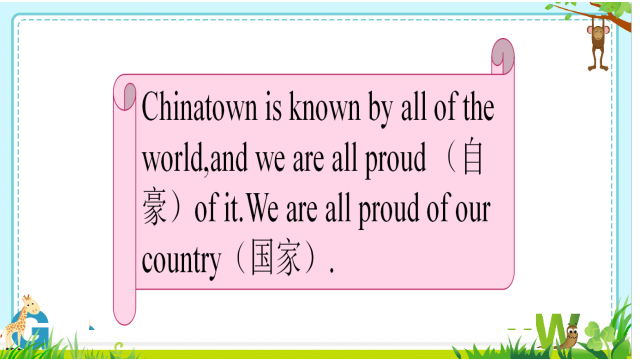 Chinatown is known by all of the
world,and we are all proud（自
豪）of it.We are all proud of our
country（国家）.
G
W